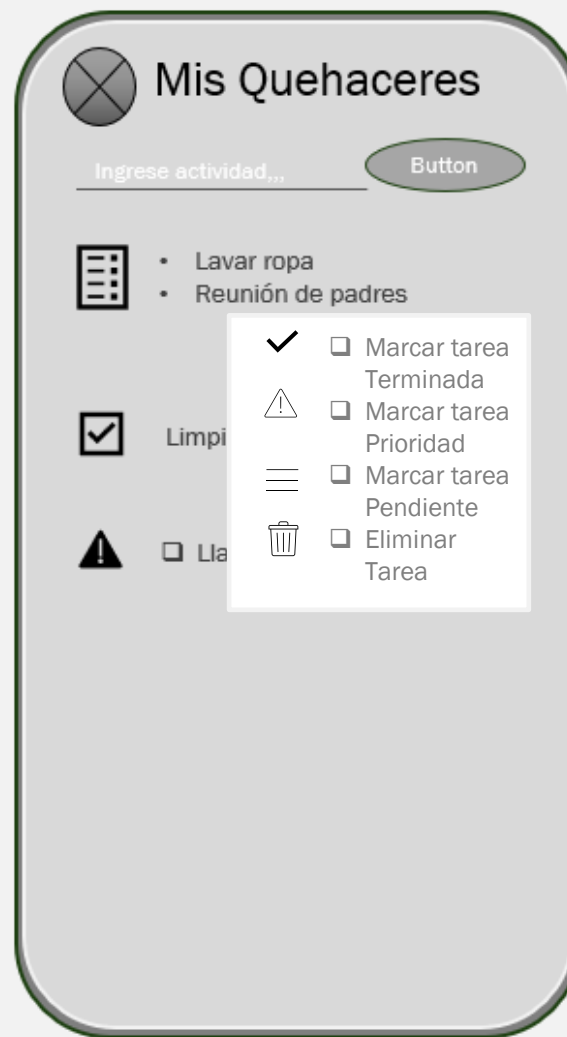 Mis Quehaceres
Ingrese actividad,,,
Button
• Lavar ropa
• Reunión de padres
❑ Marcar tarea
Terminada
❑ Marcar tarea
Prioridad
Limpi
❑ Marcar tarea
Pendiente
❑ Eliminar
Tarea
❑ Lla